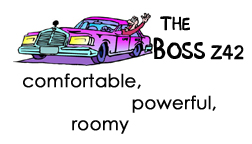 THE
BOSS Z42
comfortable,
powerful,
roomy